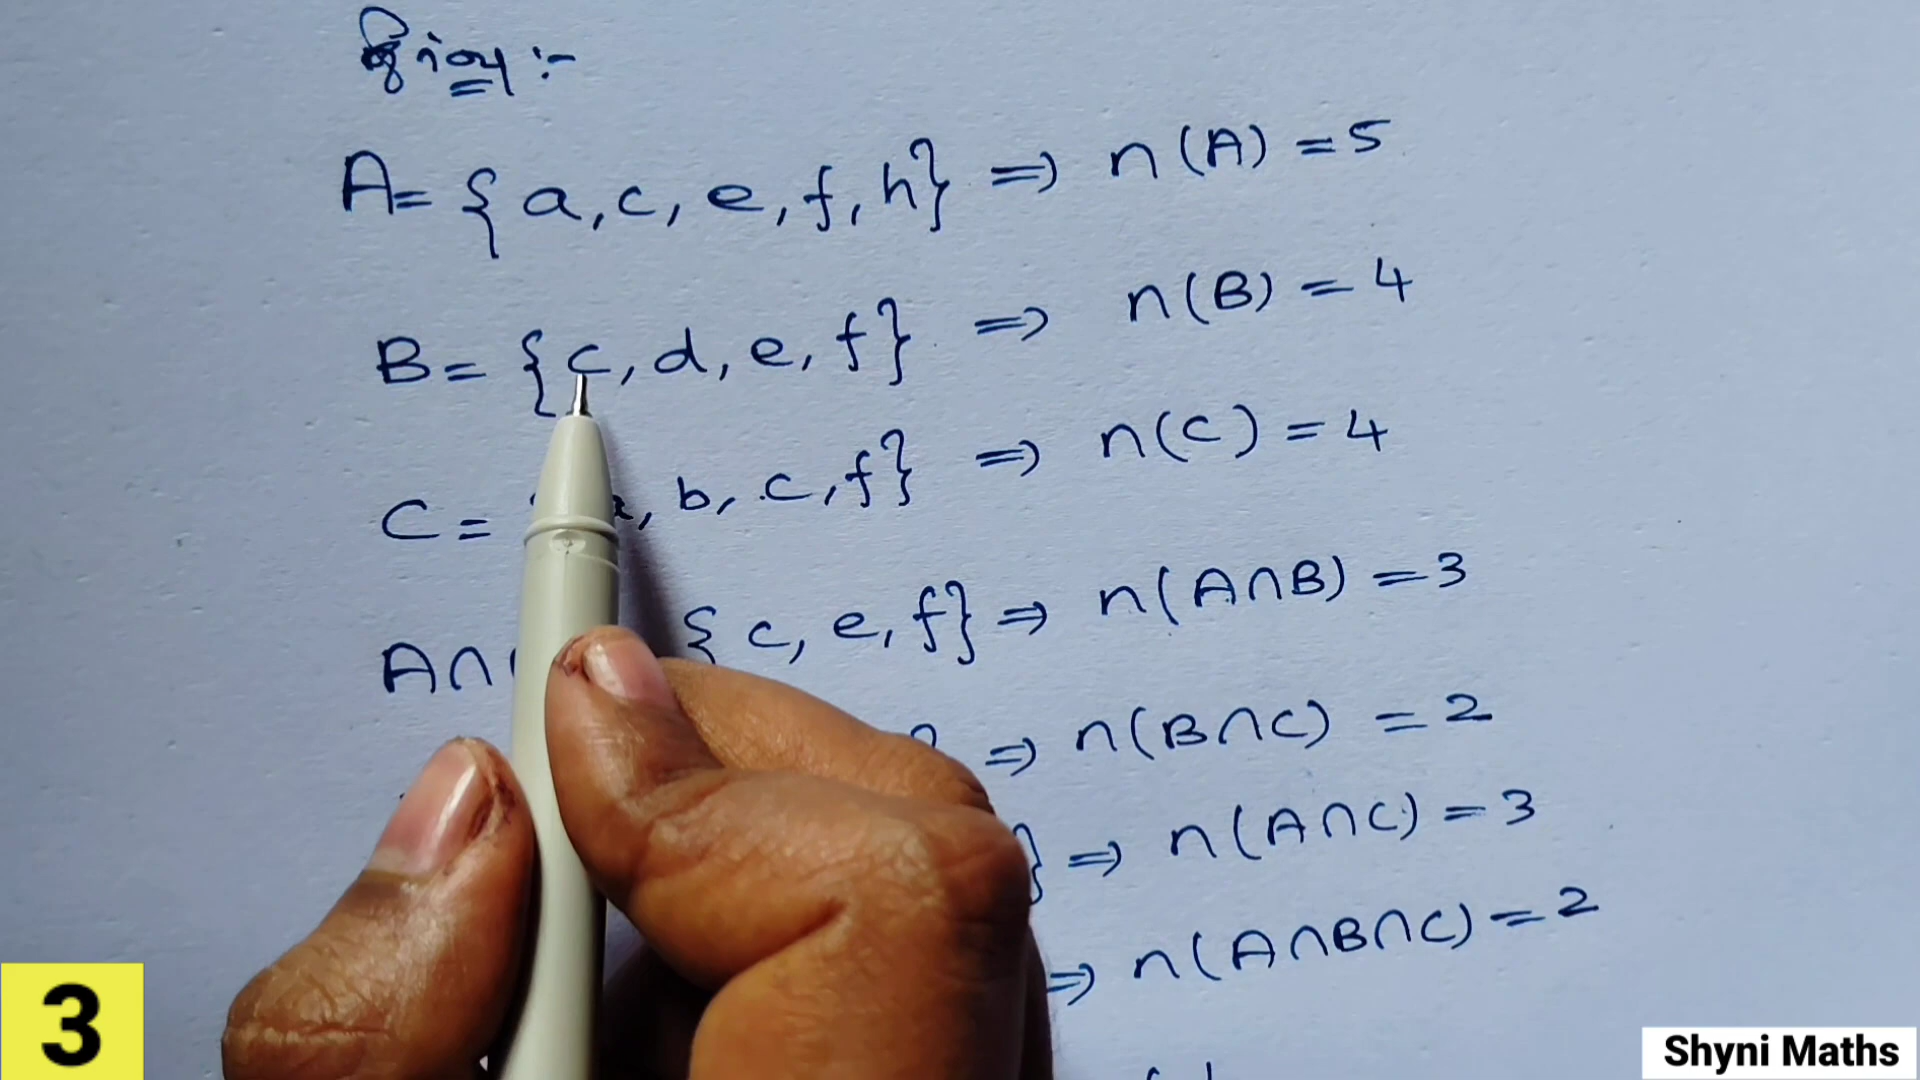 தீர்வு :-
A = { a, c, e, f, h} ⇒ n(A) = 5
B = {c, d, e, f} ⇒ n(B) = 4
C = a, b, c, f} ⇒ n(C) = 4
A∩ { c, e, f} ⇒ n(A∩B) = 3
} ⇒ n(B∩C) = 2
} ⇒ n(A∩C) = 3
⇒ n(A∩B∩C) = 2
3
Shyni Maths